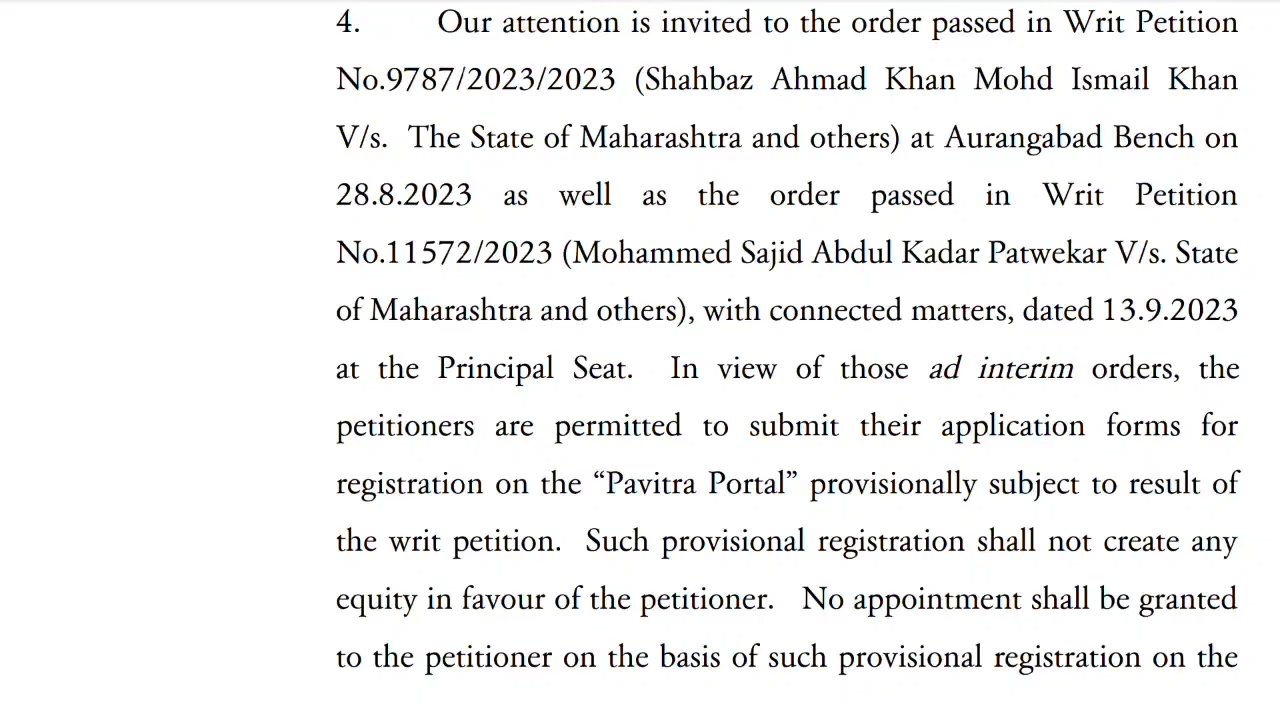 4. Our attention is invited to the order passed in Writ Petition
No.9787/2023/2023 (Shahbaz Ahmad Khan Mohd Ismail Khan
V/s. The State of Maharashtra and others) at Aurangabad Bench on
28.8.2023 as well as the order passed in Writ Petition
No.11572/2023 (Mohammed Sajid Abdul Kadar Patwekar V/s. State
of Maharashtra and others), with connected matters, dated 13.9.2023
at the Principal Seat. In view of those ad interim orders, the
petitioners are permitted to submit their application forms for
registration on the “Pavitra Portal” provisionally subject to result of
the writ petition. Such provisional registration shall not create any
equity in favour of the petitioner. No appointment shall be granted
to the petitioner on the basis of such provisional registration on the